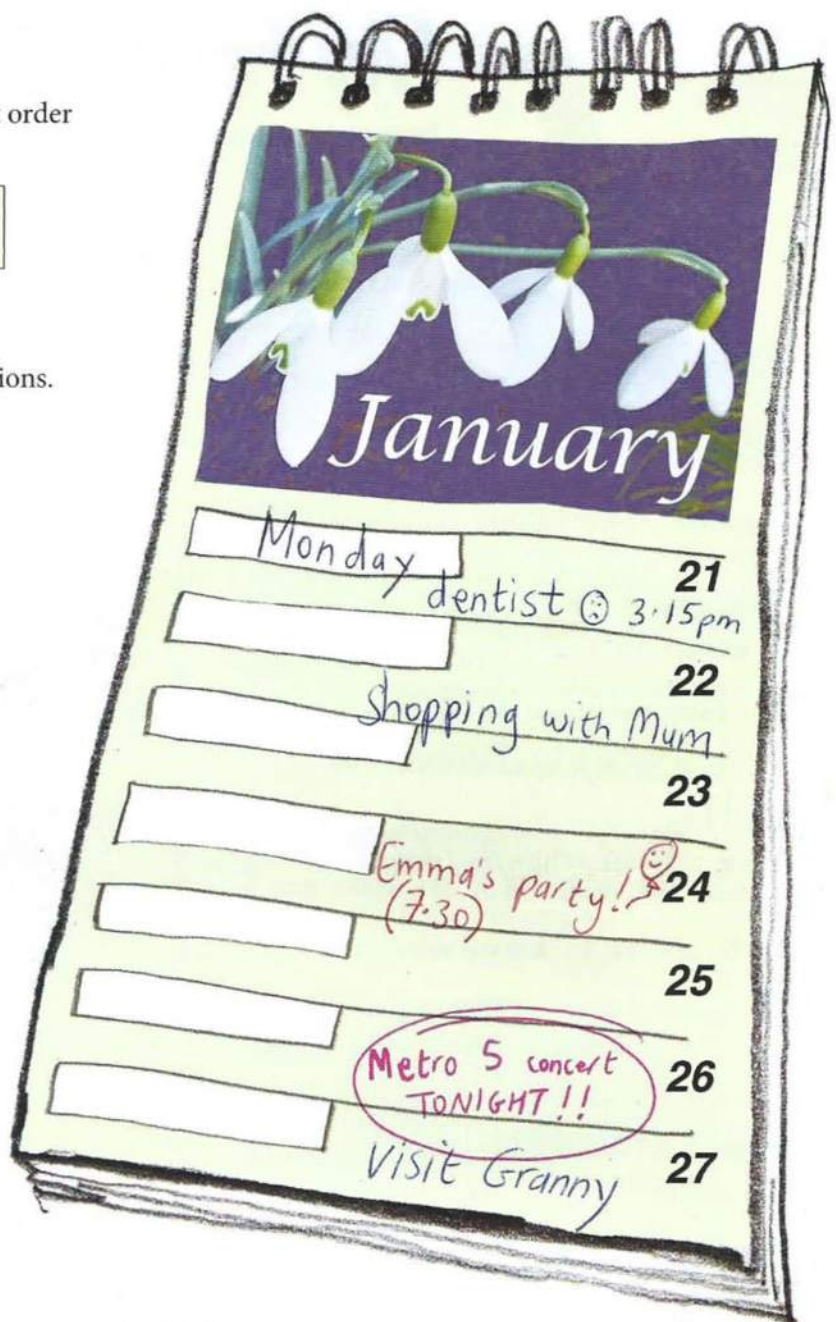 order
ions.
January
Monday
21
dentist 3.15pm
22
Shopping with Mum
23
Emma's party!
(7.30)
24
25
Metro 5 concert
TONIGHT!!
26
Visit Granny
27